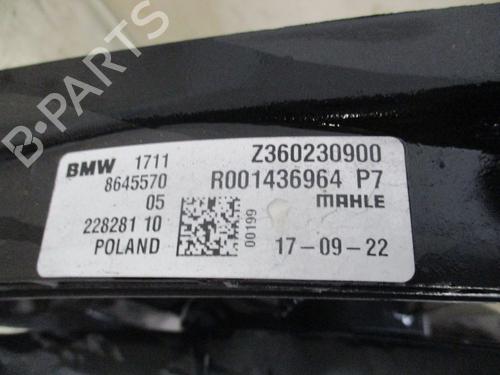 B-PARTS
BMW 1711
8645570
05
228281 10
POLAND
00199
Z360230900
R001436964 P7
MAHLE
17-09-22